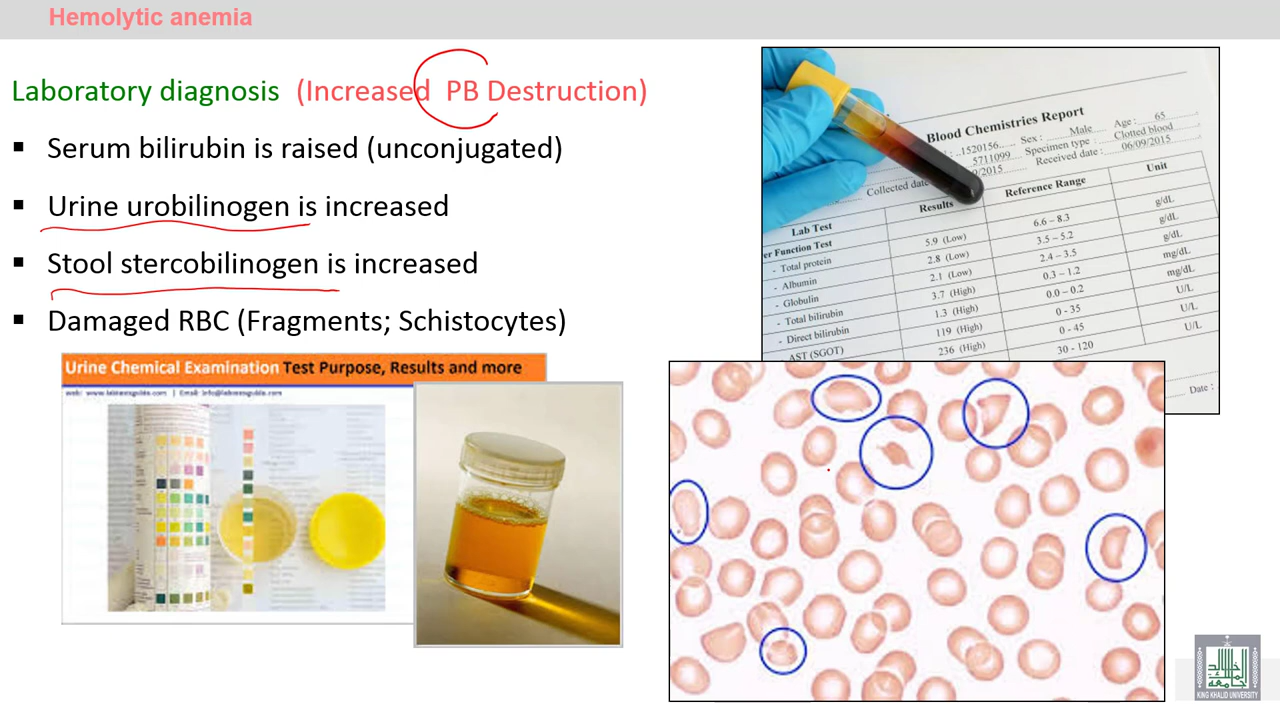 Hemolytic anemia
Laboratory diagnosis (Increased PB Destruction)
▪ Serum bilirubin is raised (unconjugated)
▪ Urine urobilinogen is increased
▪ Stool stercobilinogen is increased
▪ Damaged RBC (Fragments; Schistocytes)
Urine Chemical Examination Test Purpose, Results and more
web: www.labtestsguide.com | Email: info@labtestsguide.com
Blood Chemistries Report
1520156 Sex : Male Age : 65
5711099 Specimen type : Clotted blood
/2015 Received date : 06/09/2015
Collected date
Lab Test Results Reference Range Unit
er Function Test
- Total protein 5.9 (Low) 6.6 – 8.3 g/dL
- Albumin 2.8 (Low) 3.5 – 5.2 g/dL
- Globulin 2.1 (Low) 2.4 – 3.5 g/dL
- Total bilirubin 3.7 (High) 0.3 – 1.2 mg/dL
- Direct bilirubin 1.3 (High) 0.0 – 0.2 mg/dL
AST (SGOT) 119 (High) 0 - 35 U/L
236 (High) 0 - 45 U/L
30 - 120 U/L
Date :
جامعة الملك خالد
KING KHALID UNIVERSITY